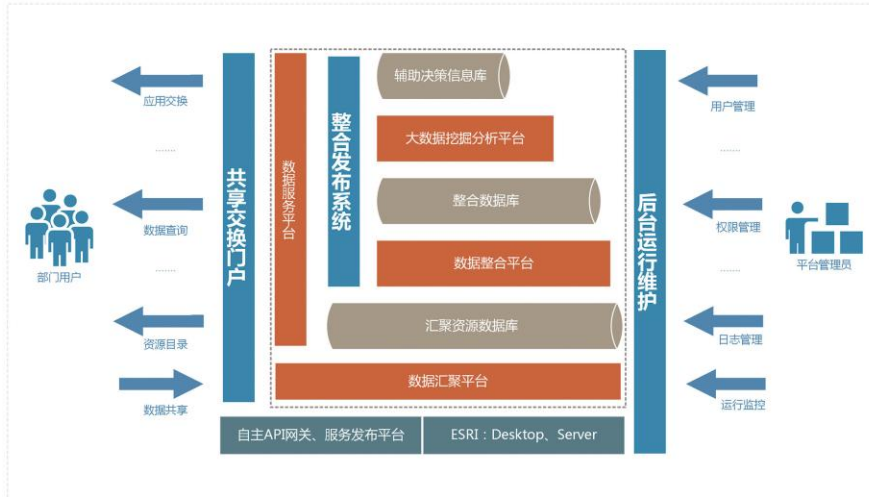 应用交换
........
数据查询
........
资源目录
数据共享
部门用户
共享交换门户
数据服务平台
整合发布系统
辅助决策信息库
大数据挖掘分析平台
整合数据库
数据整合平台
汇聚资源数据库
数据汇聚平台
自主API网关、服务发布平台
ESRI：Desktop、Server
后台运行维护
用户管理
........
权限管理
........
日志管理
运行监控
平台管理员